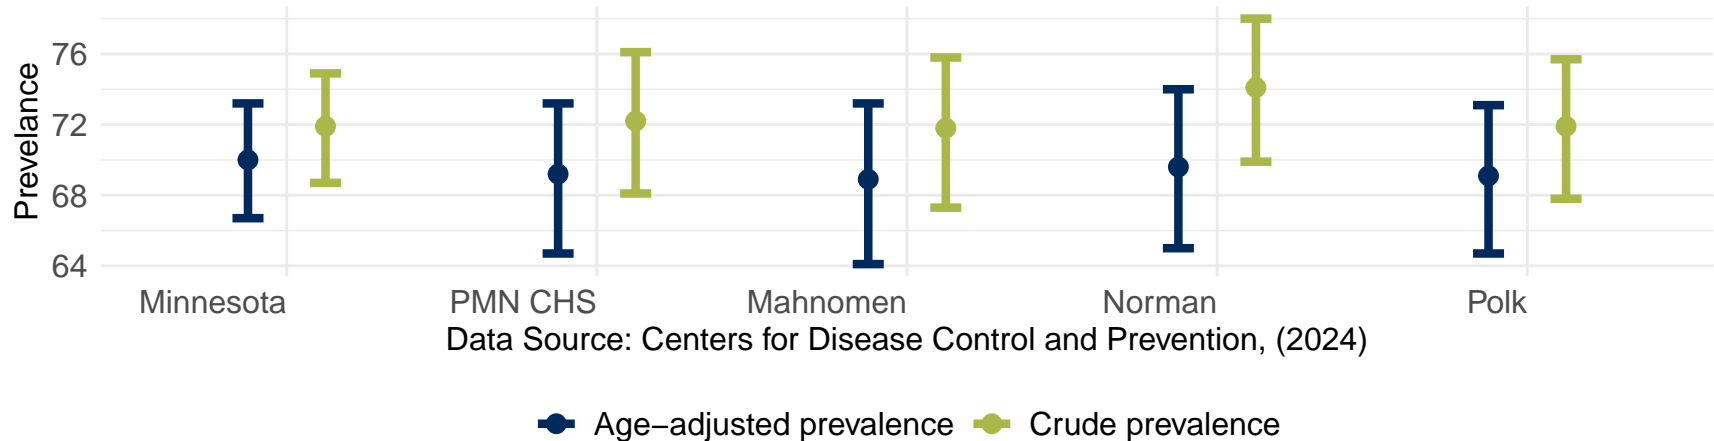 Prevelance
76
72
68
64
Minnesota PMN CHS Mahnomen Norman Polk
Data Source: Centers for Disease Control and Prevention, (2024)
Age−adjusted prevalence Crude prevalence